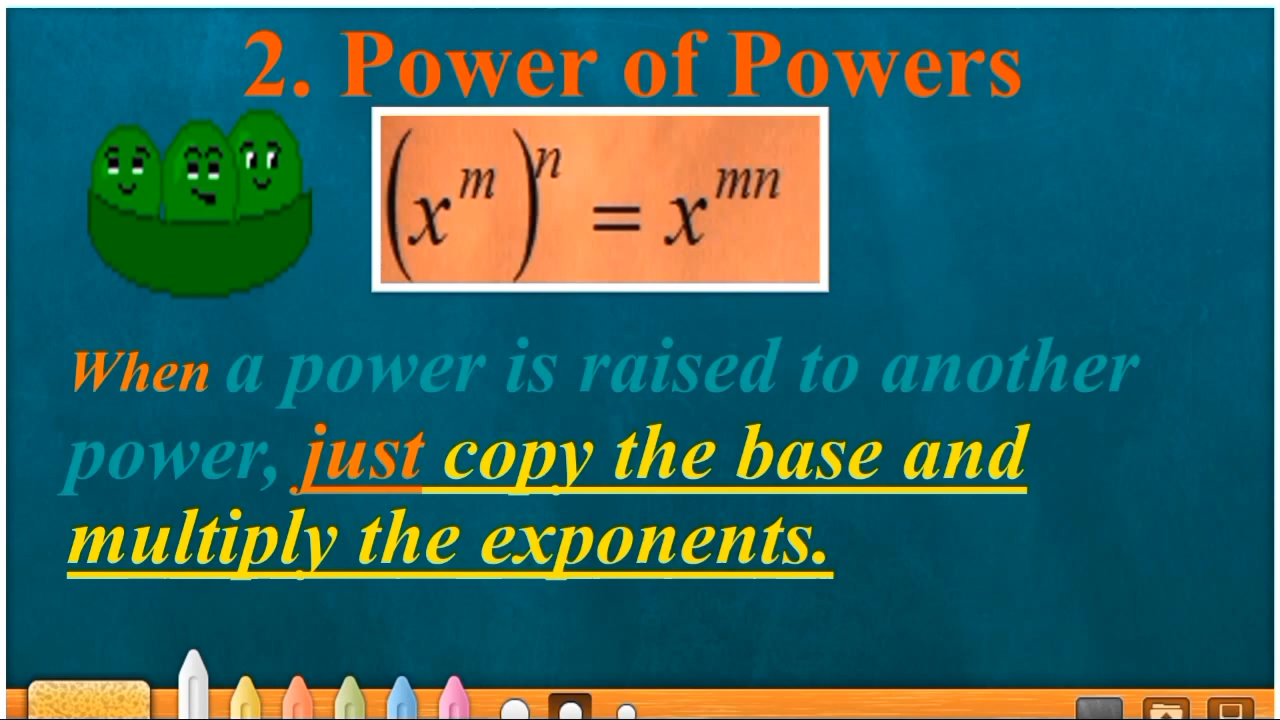 2. Power of Powers
(x^m)^n = x^{mn}
When a power is raised to another
power, just copy the base and
multiply the exponents.